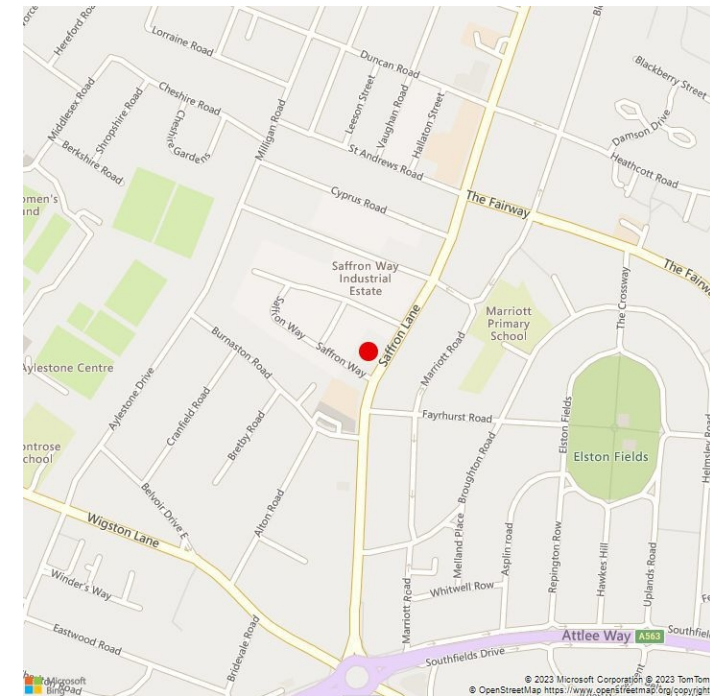 Hereford Road
Lorraine Road
Duncan Road
Blackberry Street
Middlesex Road
Shropshire Road
Cheshire Road
Cheshire Gardens
Berkshire Road
Milligan Road
Leeson Street
Vaughan Road
Hallaton Street
St Andrews Road
Damson Drive
Heathcott Road
Cyprus Road
The Fairway
Saffron Way
Industrial
Estate
The Crossway
Saffron Way
Saffron Way
Saffron Lane
Marriott Road
Marriott
Primary
School
Aylestone Centre
Burnaston Road
Aylestone Drive
Cranfield Road
Bretby Road
Alton Road
Fayrhurst Road
Broughton Road
Elston Fields
Elston Fields
Helmsley Road
Belvoir Drive E
Wigston Lane
Winder's Way
Eastwood Road
Bridevale Road
Melland Place
Asplin road
Repington Row
Hawkes Hill
Uplands Road
Whitwell Row
Marriott Road
Attlee Way
A563
Southfields Drive
Microsoft
Bing
© 2023 Microsoft Corporation © 2023 TomTom
© OpenStreetMap https://www.openstreetmap.org/copyright